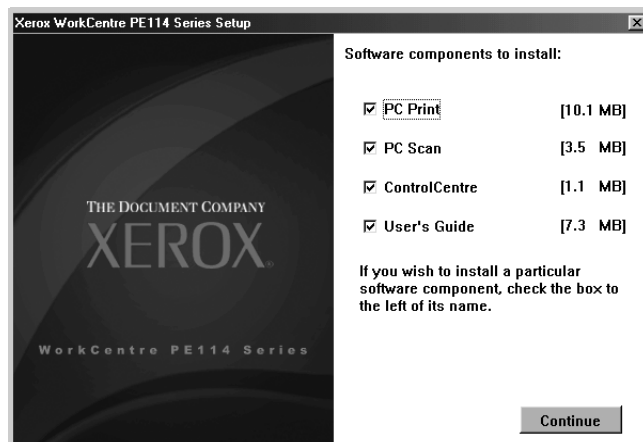 Xerox WorkCentre PE114 Series Setup
THE DOCUMENT COMPANY
XEROX®
WorkCentre PE114 Series
Software components to install:
PC Print [10.1 MB]
PC Scan [3.5 MB]
ControlCentre [1.1 MB]
User's Guide [7.3 MB]
If you wish to install a particular
software component, check the box to
the left of its name.
Continue